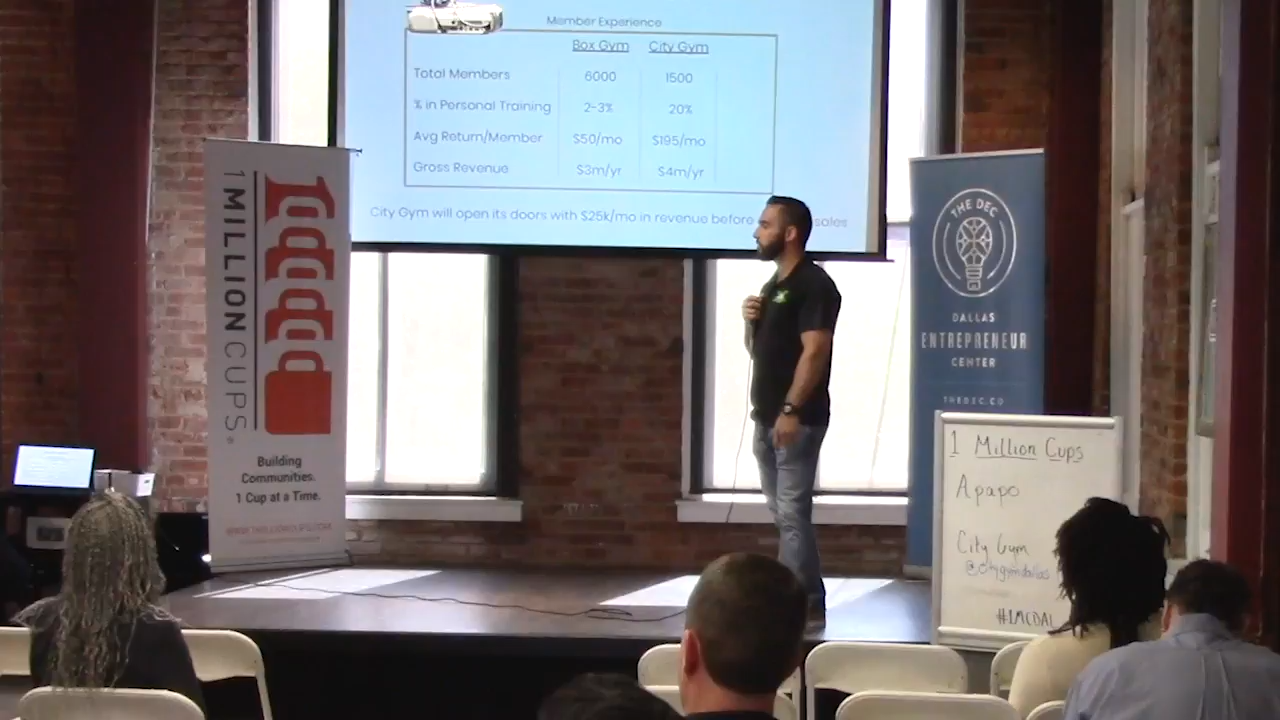 Member Experience
Box Gym City Gym
Total Members 6000 1500
% in Personal Training 2-3% 20%
Avg Return/Member $50/mo $195/mo
Gross Revenue $3m/yr $4m/yr
City Gym will open its doors with $25k/mo in revenue before sales
1 MILLION CUPS
Building
Communities.
1 Cup at a Time.
THE DEC
DALLAS
ENTREPRENEUR
CENTER
THEDEC.CO
1 Million Cups
Apapo
City Gym
@citygymdallas
#1MCDAL